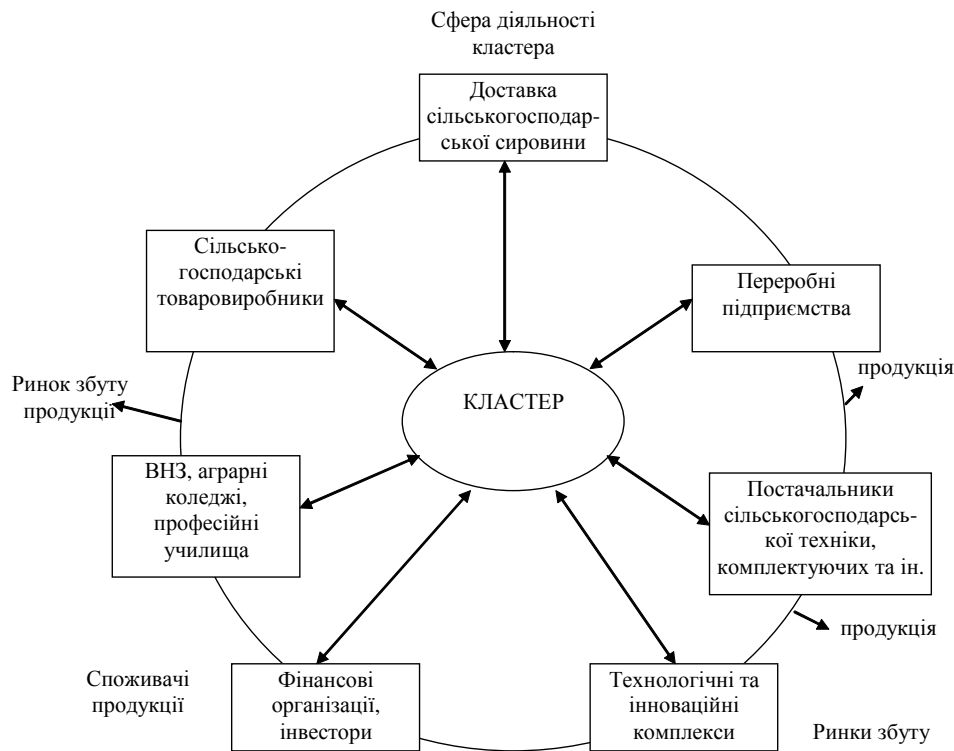 Сфера діяльності
кластера
Доставка
сільськогосподар-
ської сировини
Сільсько-
господарські
товаровиробники
Переробні
підприємства
Ринок збуту
продукції
продукція
КЛАСТЕР
ВНЗ, аграрні
коледжі,
професійні
училища
Постачальники
сільськогосподарсь-
кої техніки,
комплектуючих та ін.
продукція
Споживачі
продукції
Фінансові
організації,
інвестори
Технологічні та
інноваційні
комплекси
Ринки збуту